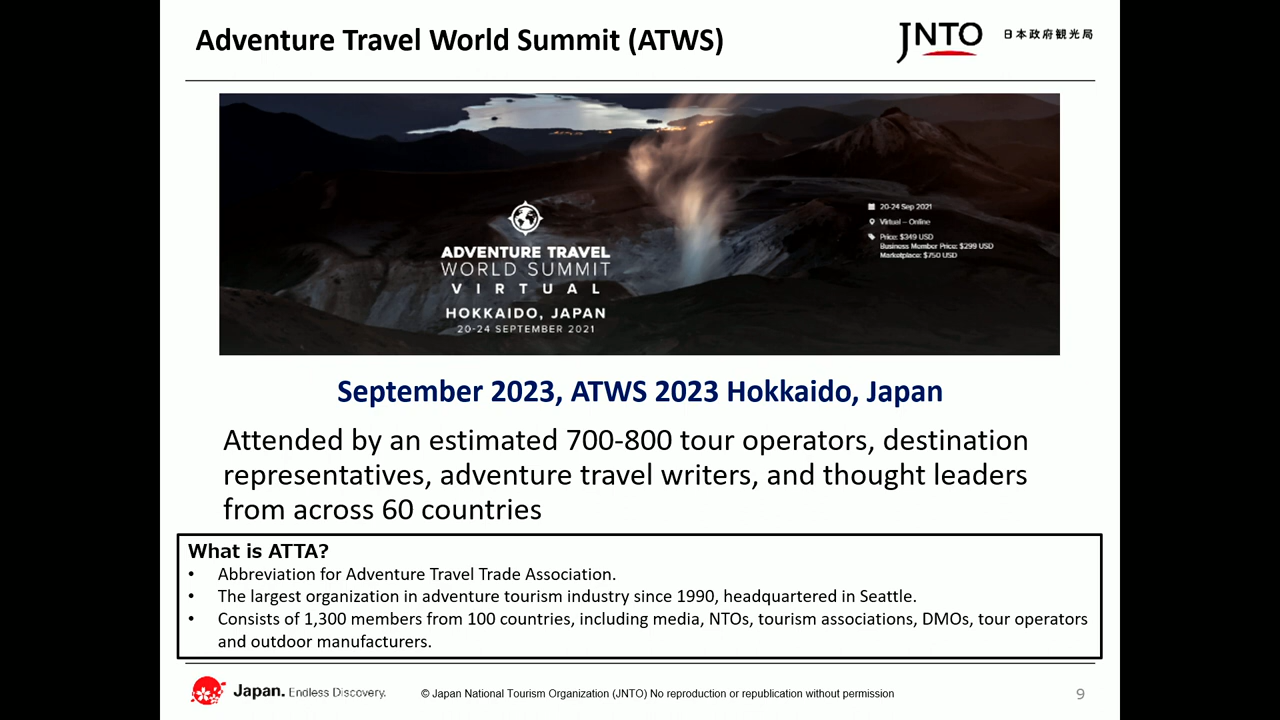 Adventure Travel World Summit (ATWS)
JNTO 日本政府観光局
ADVENTURE TRAVEL
WORLD SUMMIT
VIRTUAL
HOKKAIDO, JAPAN
20-24 SEPTEMBER 2021
20-24 Sep 2021
Virtual – Online
Price: $349 USD
Business Member Price: $299 USD
Marketplace: $750 USD
September 2023, ATWS 2023 Hokkaido, Japan
Attended by an estimated 700-800 tour operators, destination
representatives, adventure travel writers, and thought leaders
from across 60 countries
What is ATTA?
• Abbreviation for Adventure Travel Trade Association.
• The largest organization in adventure tourism industry since 1990, headquartered in Seattle.
• Consists of 1,300 members from 100 countries, including media, NTOs, tourism associations, DMOs, tour operators
and outdoor manufacturers.
Japan. Endless Discovery.
© Japan National Tourism Organization (JNTO) No reproduction or republication without permission
9